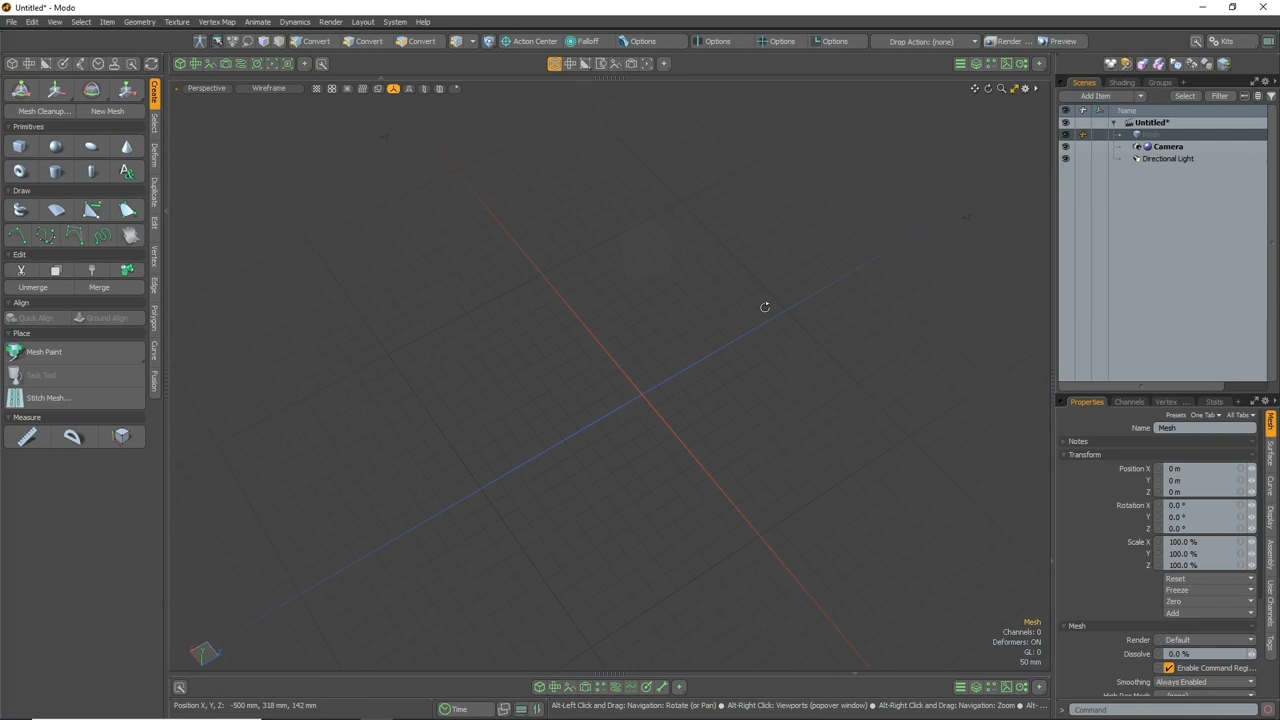 Untitled* - Modo
File Edit View Select Item Geometry Texture Vertex Map Animate Dynamics Render Layout System Help
Convert Convert Convert Action Center Falloff Options Options Options Options Drop Action: (none) Render ... Preview Kits
Perspective Wireframe
Scenes Shading Groups
Mesh Cleanup... New Mesh
Add Item Select Filter
Name
Primitives
Untitled*
Mesh
Camera
Directional Light
Draw
Edit
Unmerge Merge
Align
Quick Align Ground Align
Place
Mesh Paint
Tack Tool
Stitch Mesh...
Measure
Create
Select
Deform
Duplicate
Edit
Vertex
Edge
Polygon
Curve
Fusion
Properties Channels Vertex ... Stats
Presets One Tab All Tabs
Name Mesh
Notes
Transform
Position X 0 m
Y 0 m
Z 0 m
Rotation X 0.0 °
Y 0.0 °
Z 0.0 °
Scale X 100.0 %
Y 100.0 %
Z 100.0 %
Reset
Freeze
Zero
Add
Mesh
Render Default
Dissolve 0.0 %
Enable Command Regi...
Smoothing Always Enabled
Mesh
Surface
Curve
Display
Assembly
User Channels
Tags
Mesh
Channels: 0
Deformers: ON
GL: 0
50 mm
Position X, Y, Z: -500 mm, 318 mm, 142 mm
Time
Alt-Left Click and Drag: Navigation: Rotate (or Pan) ● Alt-Right Click: Viewports (popover window) ● Alt-Right Click and Drag: Navigation: Zoom ● Alt-...
Command